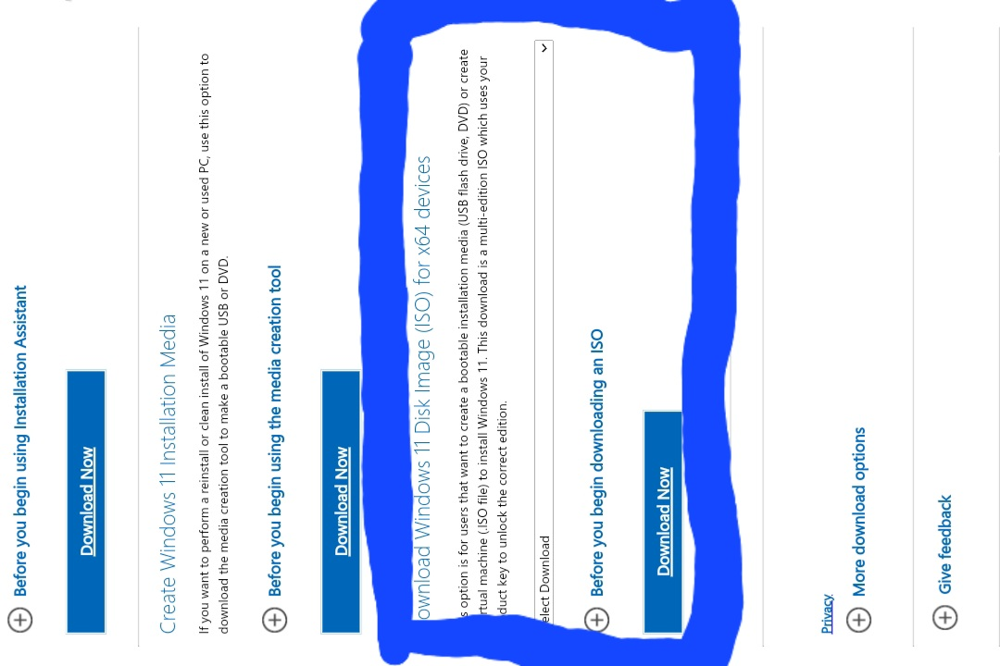 Before you begin using Installation Assistant
Download Now
Create Windows 11 Installation Media
If you want to perform a reinstall or clean install of Windows 11 on a new or used PC, use this option to
download the media creation tool to make a bootable USB or DVD.
Before you begin using the media creation tool
Download Now
ownload Windows 11 Disk Image (ISO) for x64 devices
s option is for users that want to create a bootable installation media (USB flash drive, DVD) or create
rtual machine (.ISO file) to install Windows 11. This download is a multi-edition ISO which uses your
duct key to unlock the correct edition.
elect Download
Before you begin downloading an ISO
Download Now
Privacy
More download options
Give feedback